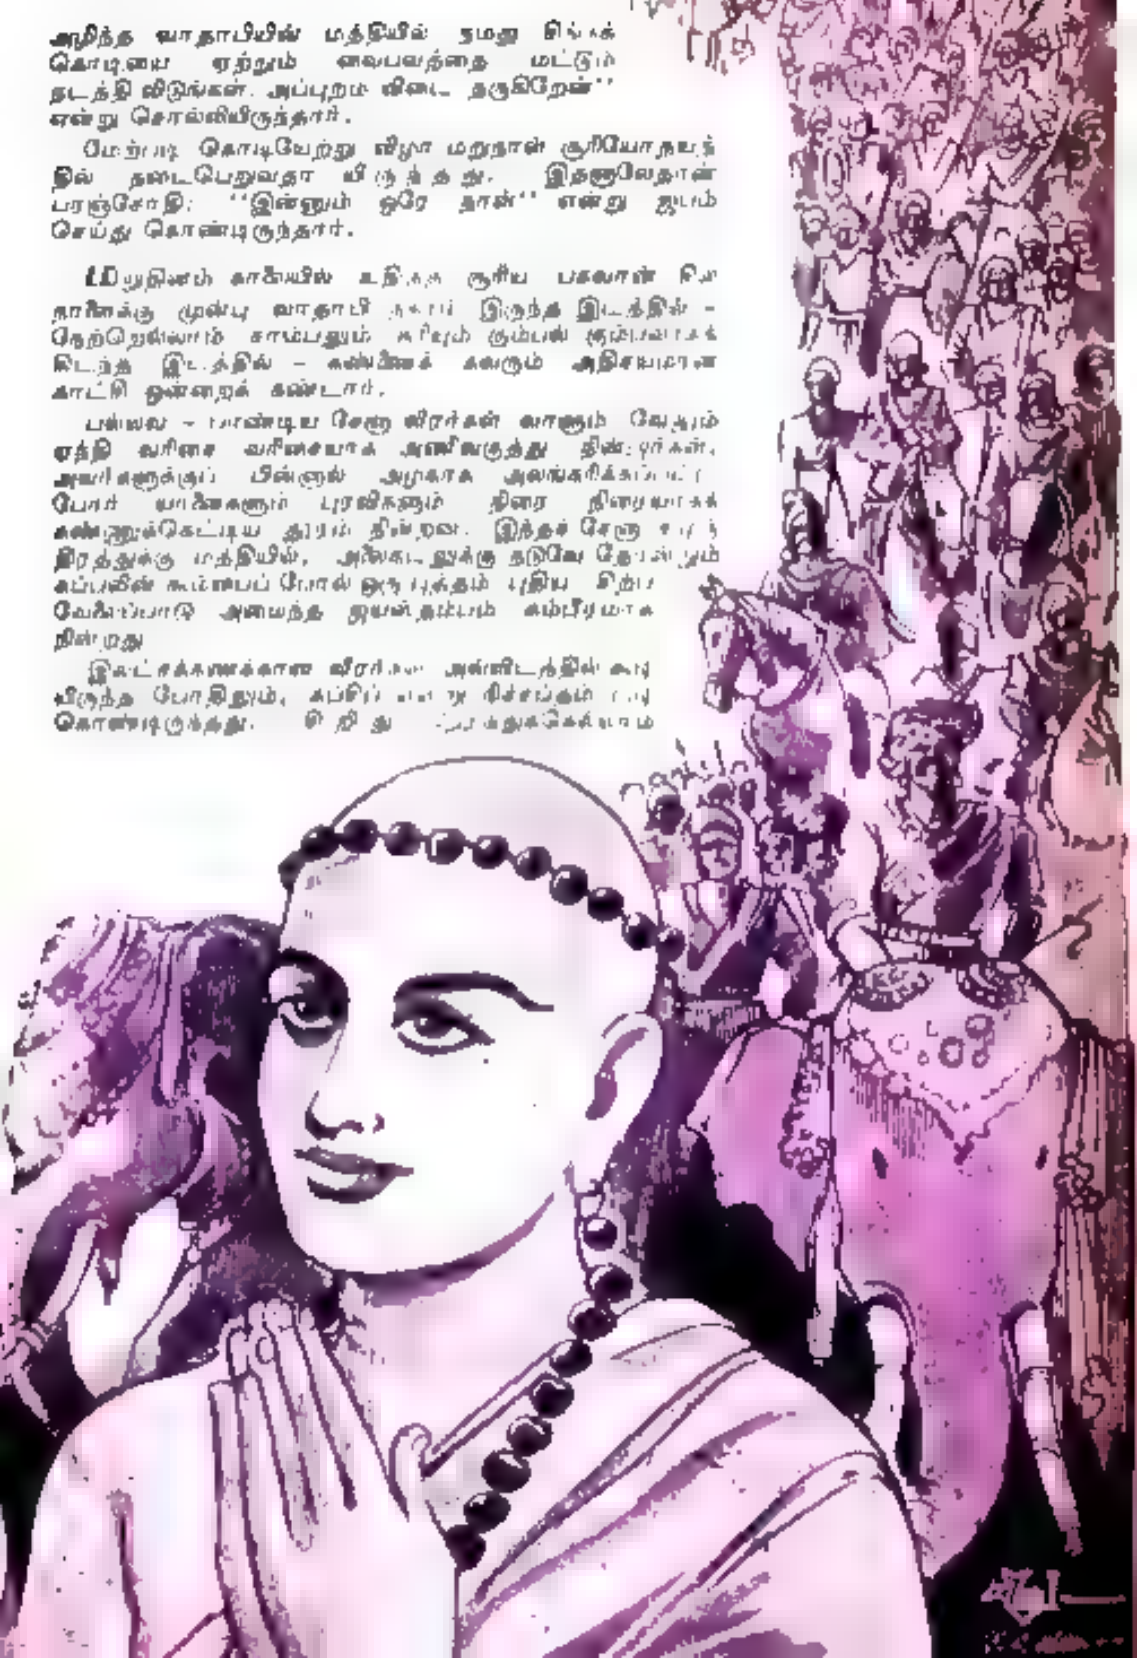 அழிந்த வாதாபியின் மத்தியில் நமது சிங்கக்
கொடியை ஏற்றும் வைபவத்தை மட்டும்
நடத்தி விடுங்கள். அப்புறம் விடை தருகிறேன்''
என்று சொல்லியிருந்தார்.
மேற்படி கொடியேற்று விழா மறுநாள் சூரியோதயத்
தில் நடைபெறுவதா யிருந்தது. இதனாலேதான்
பரஞ்சோதி: ''இன்னும் ஒரே நாள்'' என்று ஜபம்
செய்து கொண்டிருந்தார்.
மறுதினம் காலையில் உதித்த சூரிய பகவான் சில
நாளைக்கு முன்பு வாதாபி நகரம் இருந்த இடத்தில் -
நேற்றெல்லாம் சாம்பலும் கரியும் கும்பல் கும்பலாகக்
கிடந்த இடத்தில் - கண்ணைக் கவரும் அதிசயமான
காட்சி ஒன்றைக் கண்டார்.
பல்லவ - பாண்டிய சேனா வீரர்கள் வாளும் வேலும்
ஏந்தி வரிசை வரிசையாக அணிவகுத்து நின்றார்கள்.
அவர்களுக்குப் பின்னால் அழகாக அலங்கரிக்கப்பட்ட
போர் யானைகளும் புரவிகளும் நிரை நிரையாகக்
கண்ணுக்கெட்டிய தூரம் நின்றன. இந்தச் சேனா சமுத்
திரத்துக்கு மத்தியில், அலைகடலுக்கு நடுவே தோன்றும்
கப்பலின் கூம்பைப் போல் ஒரு புத்தம் புதிய சிற்ப
வேலைப்பாடு அமைந்த ஜயஸ்தம்பம் கம்பீரமாக
நின்றது
இலட்சக்கணக்கான வீரர்கள் அவ்விடத்தில் கூடி
யிருந்த போதிலும், கப்சிப் என்று நிச்சப்தம்
கொண்டிருந்தது. சிறிது